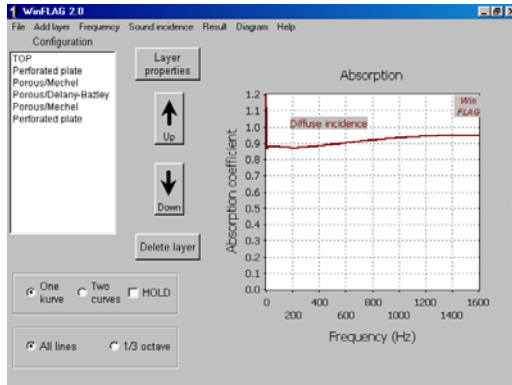 WinFLAG 2.0
File Add layer Frequency Sound incidence Result Diagram Help
Configuration
TOP
Perforated plate
Porous/Mechel
Porous/Delany-Bazley
Porous/Mechel
Perforated plate
Layer
properties
Up
Down
Delete layer
One
kurve
Two
curves
HOLD
All lines
1/3 octave
Absorption
Win
FLAG
Diffuse incidence
Absorption coefficient
1.2
1.1
1.0
0.9
0.8
0.7
0.6
0.5
0.4
0.3
0.2
0.1
0.0
0 400 800 1200 1600
200 600 1000 1400
Frequency (Hz)